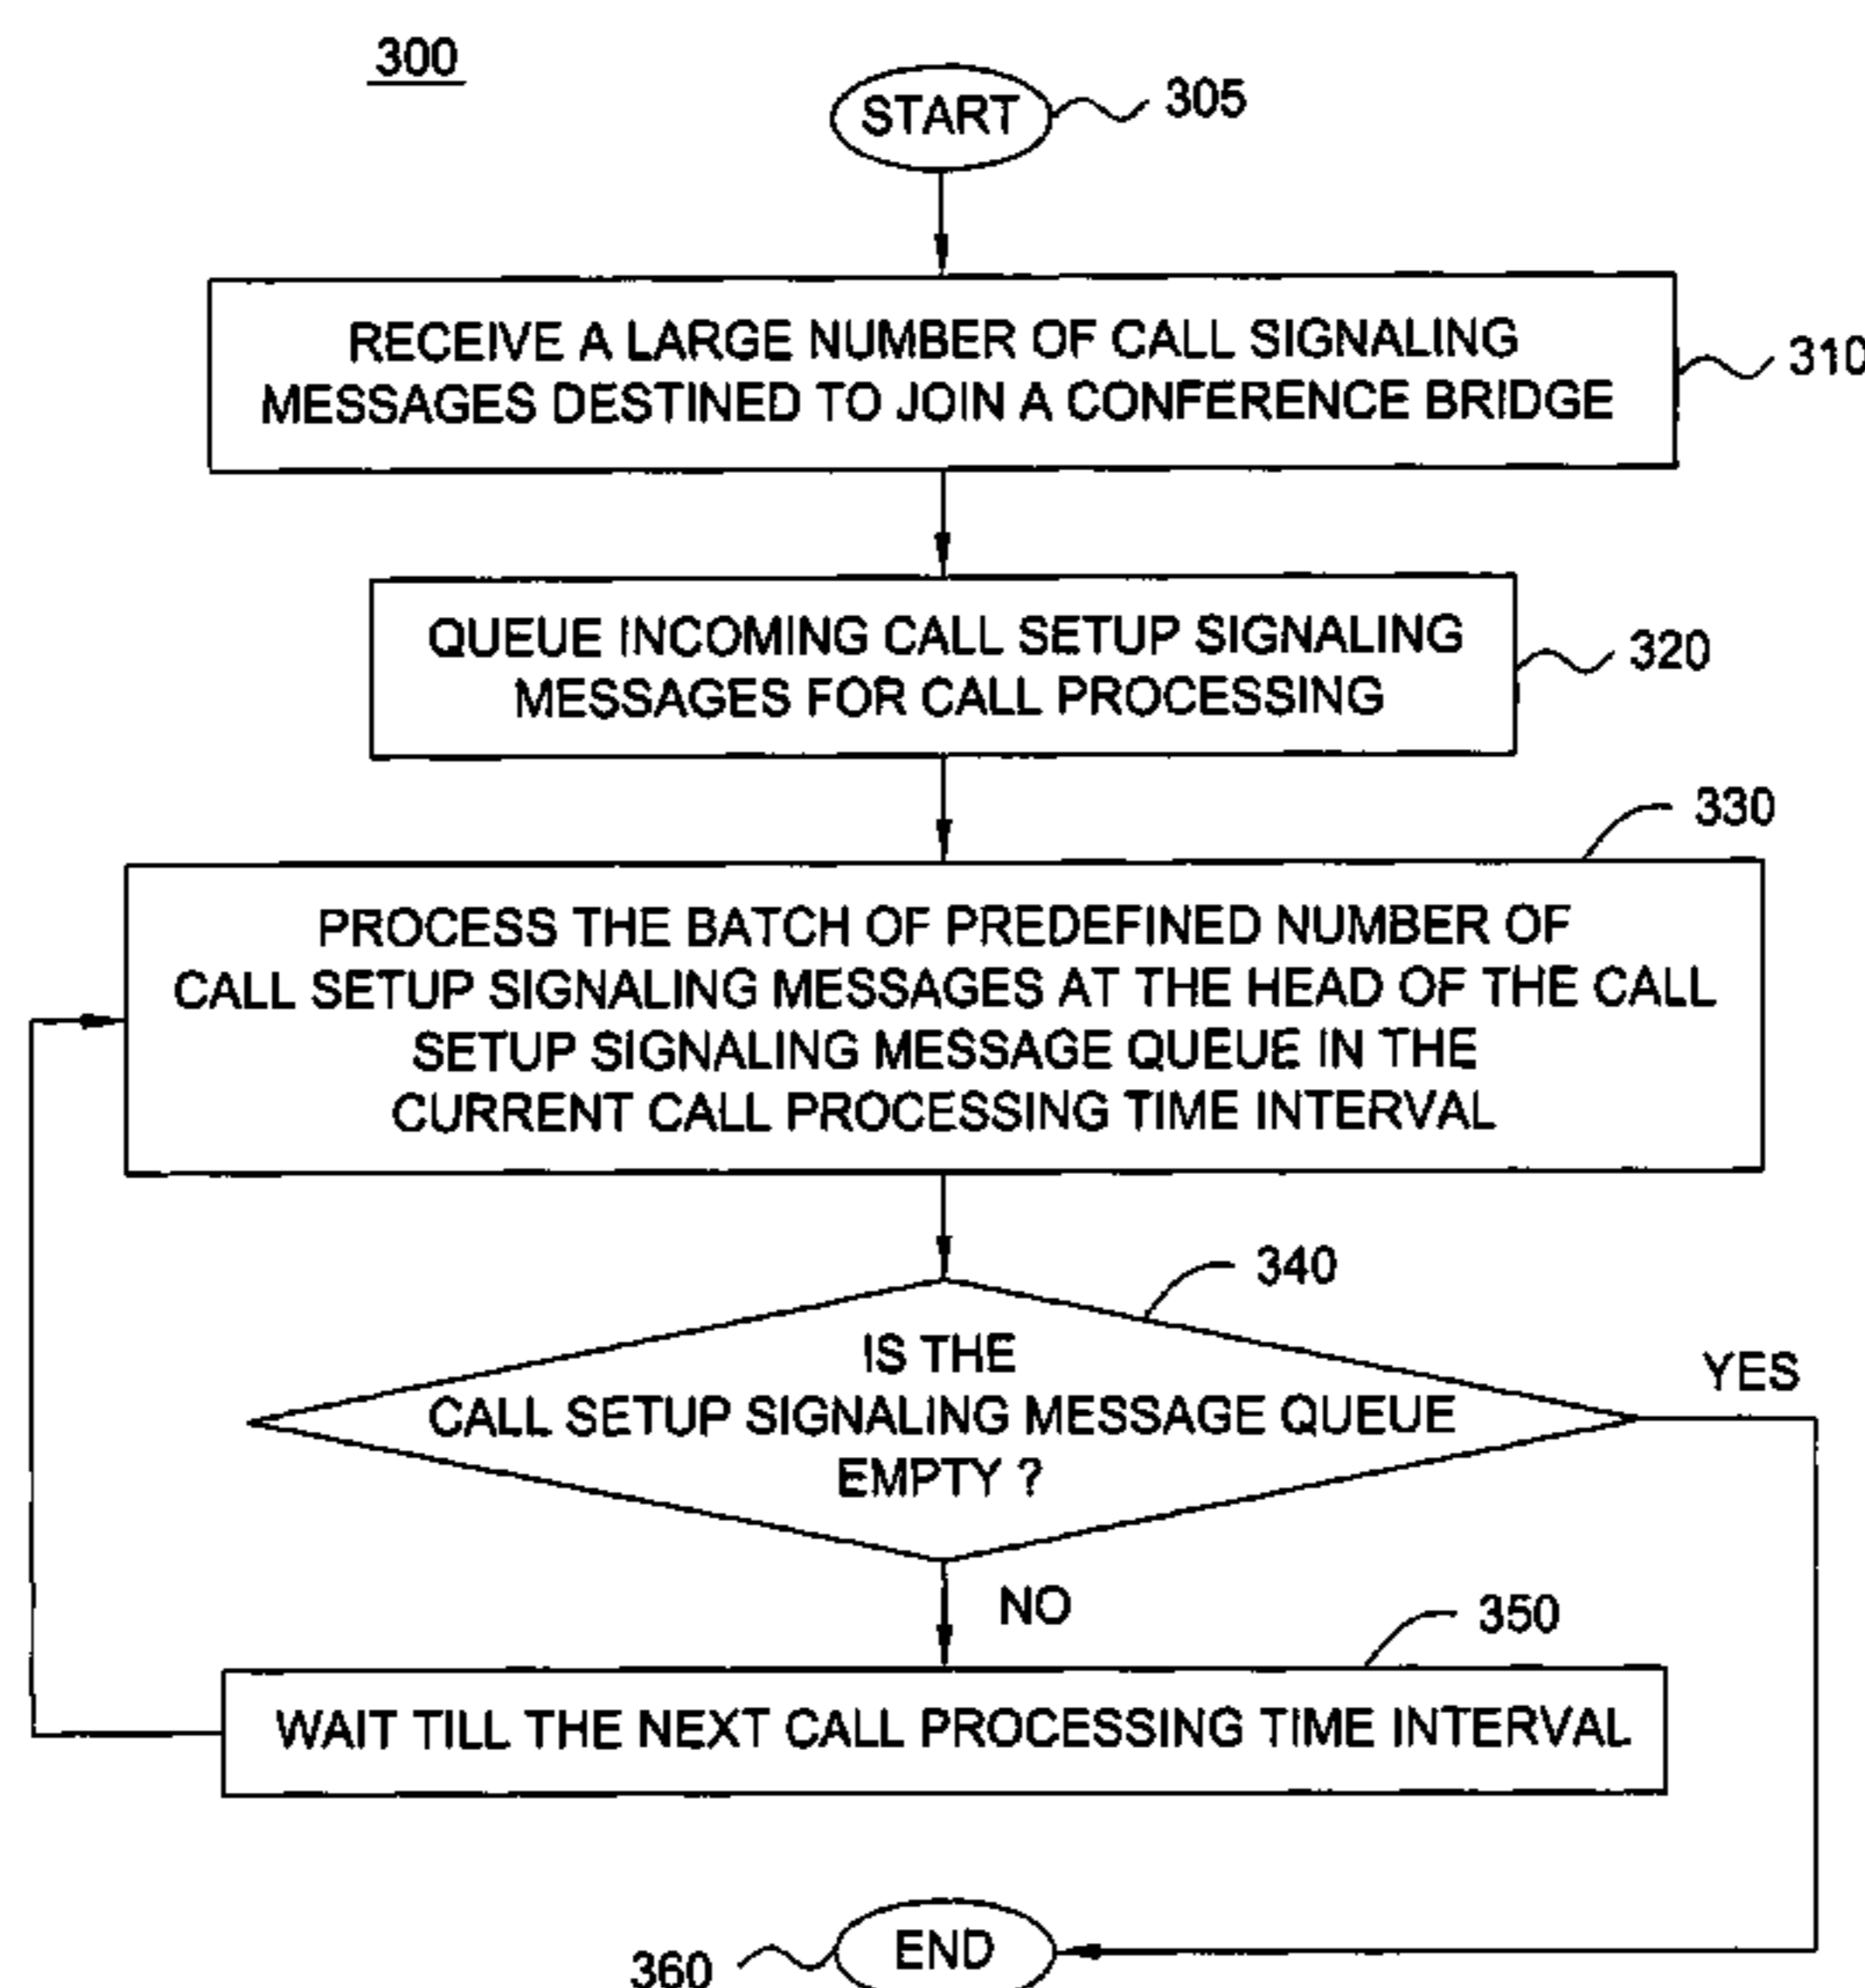 300
START
305
RECEIVE A LARGE NUMBER OF CALL SIGNALING
MESSAGES DESTINED TO JOIN A CONFERENCE BRIDGE
310
QUEUE INCOMING CALL SETUP SIGNALING
MESSAGES FOR CALL PROCESSING
320
330
PROCESS THE BATCH OF PREDEFINED NUMBER OF
CALL SETUP SIGNALING MESSAGES AT THE HEAD OF THE CALL
SETUP SIGNALING MESSAGE QUEUE IN THE
CURRENT CALL PROCESSING TIME INTERVAL
340
IS THE
CALL SETUP SIGNALING MESSAGE QUEUE
EMPTY ?
YES
NO
350
WAIT TILL THE NEXT CALL PROCESSING TIME INTERVAL
END
360